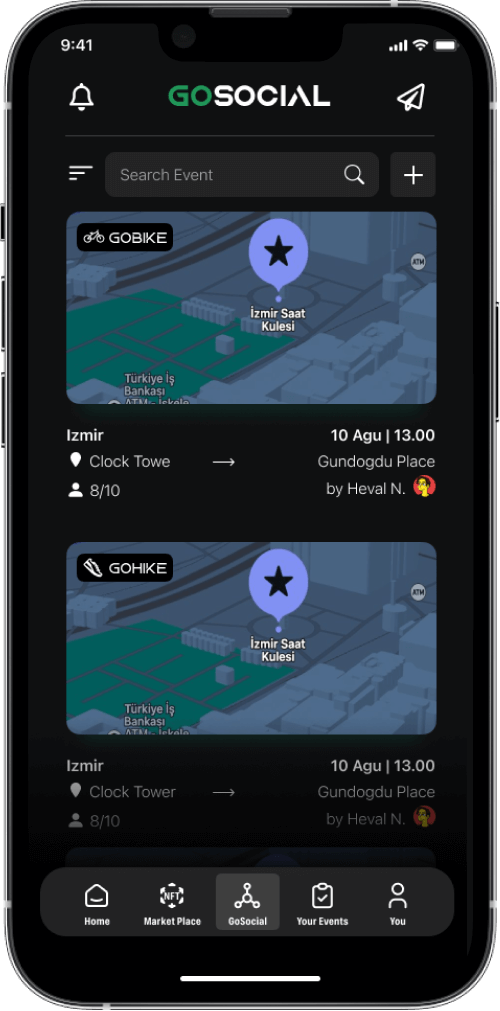 9:41
GOSOCIAL
Search Event
GOBIKE
ATM
İzmir Saat
Kulesi
Türkiye İş
Bankası
ATM - İskele
Izmir
10 Agu | 13.00
Clock Towe
Gundogdu Place
8/10
by Heval N.
GOHIKE
ATM
İzmir Saat
Kulesi
Türkiye İş
Bankası
ATM - İskele
Izmir
10 Agu | 13.00
Clock Tower
Gundogdu Place
8/10
by Heval N.
NFT
Home
Market Place
GoSocial
Your Events
You